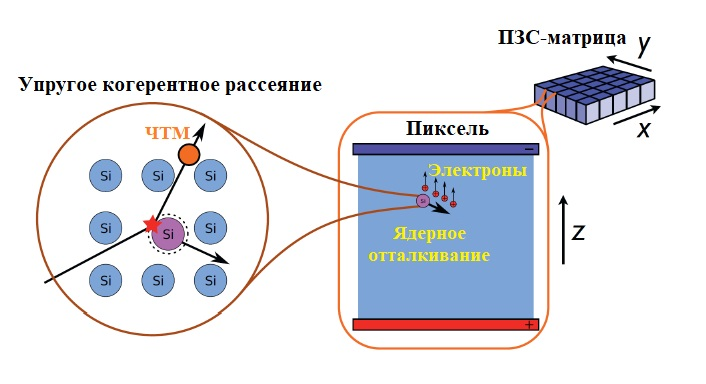 ПЗС-матрица
y
x
Упругое когерентное рассеяние
ЧТМ
Si Si Si
Si Si Si
Si Si Si
Пиксель
−
Электроны
Si
Ядерное
отталкивание
+
z